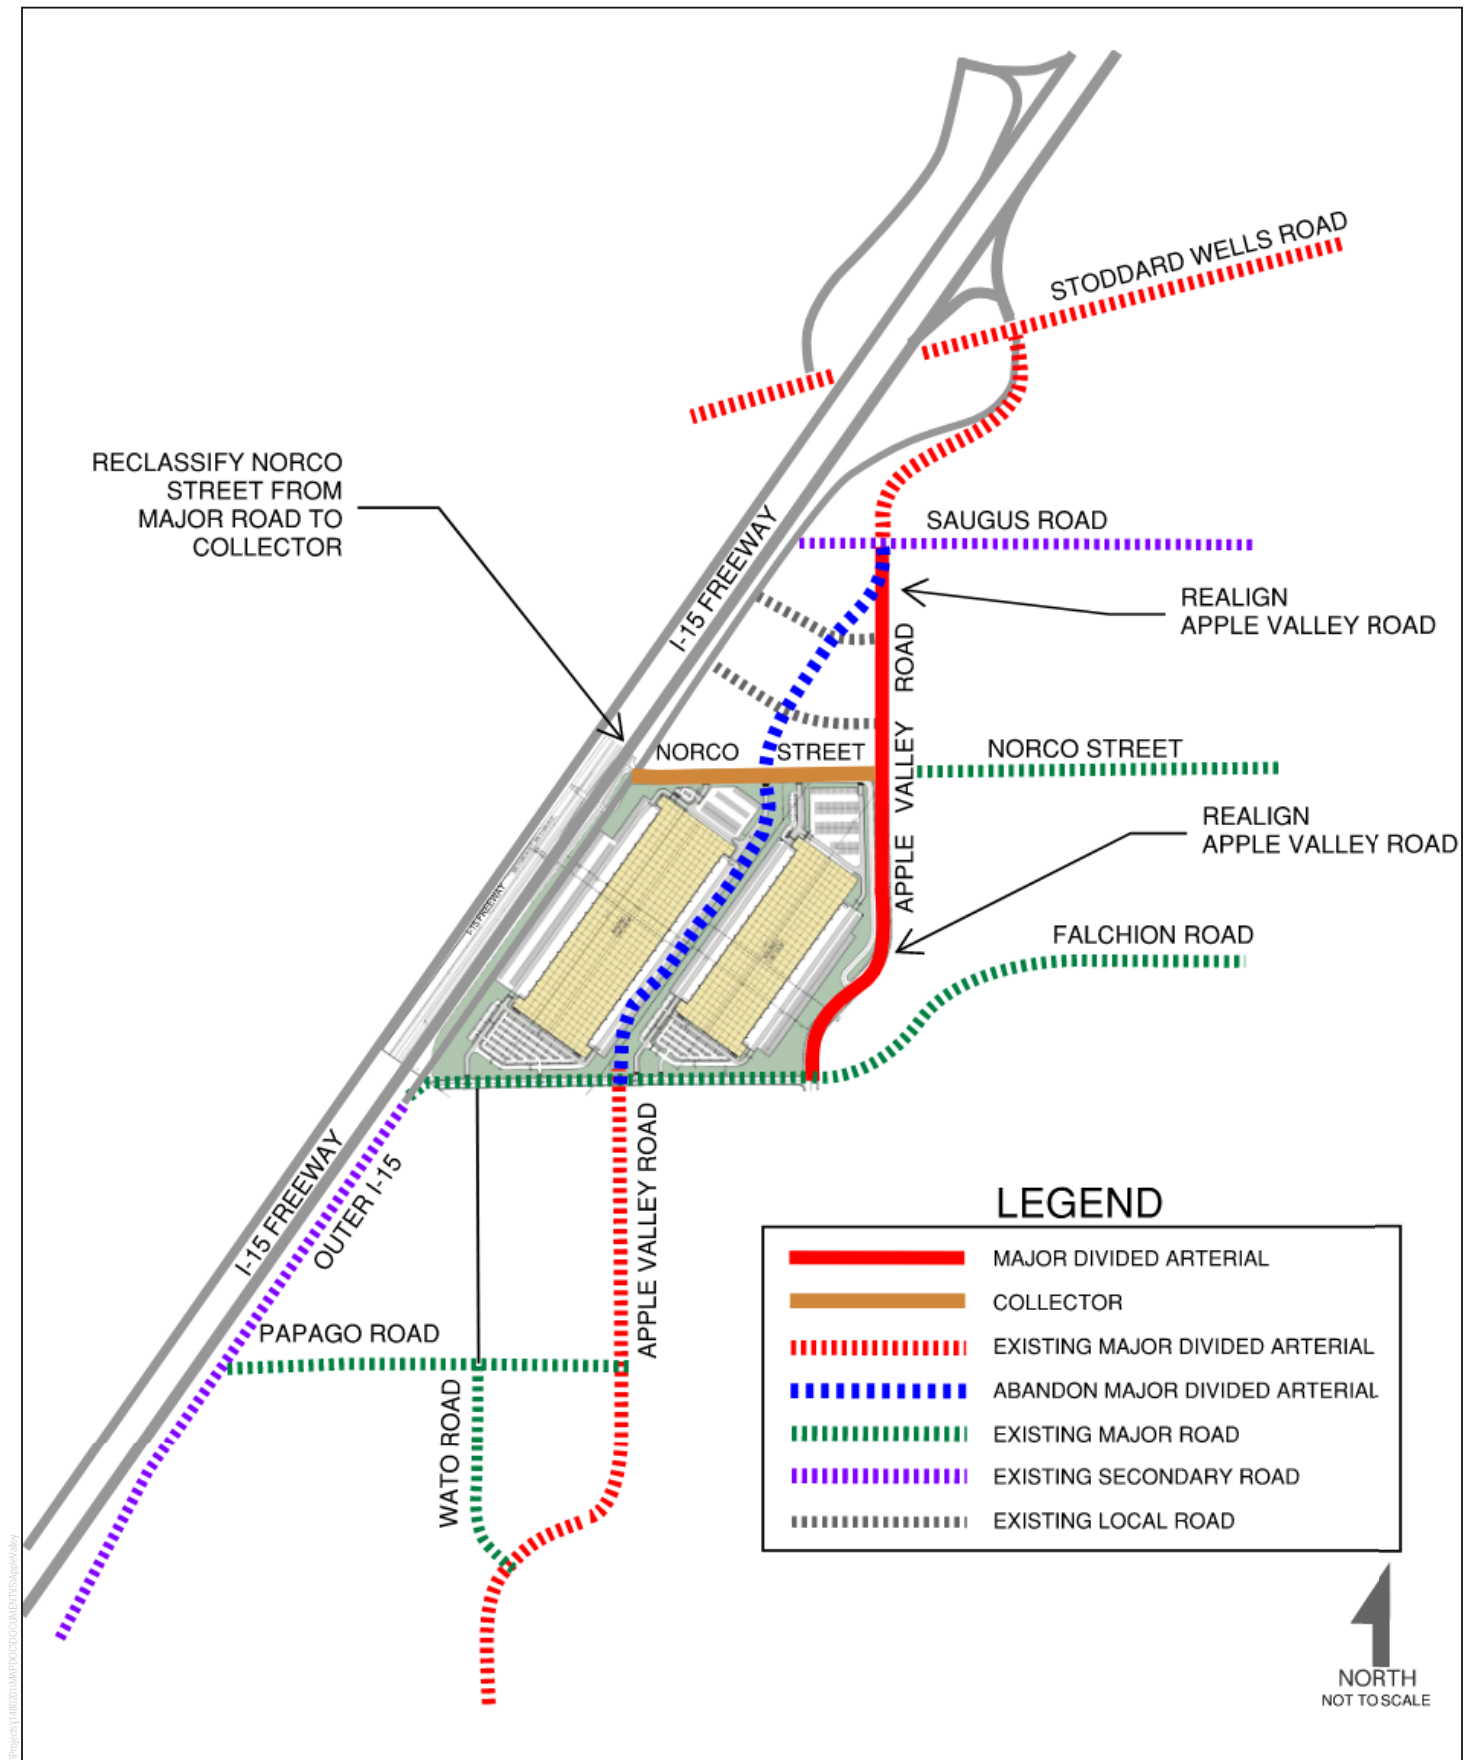 STODDARD WELLS ROAD
RECLASSIFY NORCO
STREET FROM
MAJOR ROAD TO
COLLECTOR
I-15 FREEWAY
SAUGUS ROAD
REALIGN
APPLE VALLEY ROAD
APPLE VALLEY ROAD
NORCO STREET
NORCO STREET
REALIGN
APPLE VALLEY ROAD
I-15 FREEWAY
FALCHION ROAD
I-15 FREEWAY
OUTER I-15
APPLE VALLEY ROAD
PAPAGO ROAD
WATO ROAD
LEGEND
MAJOR DIVIDED ARTERIAL
COLLECTOR
EXISTING MAJOR DIVIDED ARTERIAL
ABANDON MAJOR DIVIDED ARTERIAL
EXISTING MAJOR ROAD
EXISTING SECONDARY ROAD
EXISTING LOCAL ROAD
NORTH
NOT TO SCALE